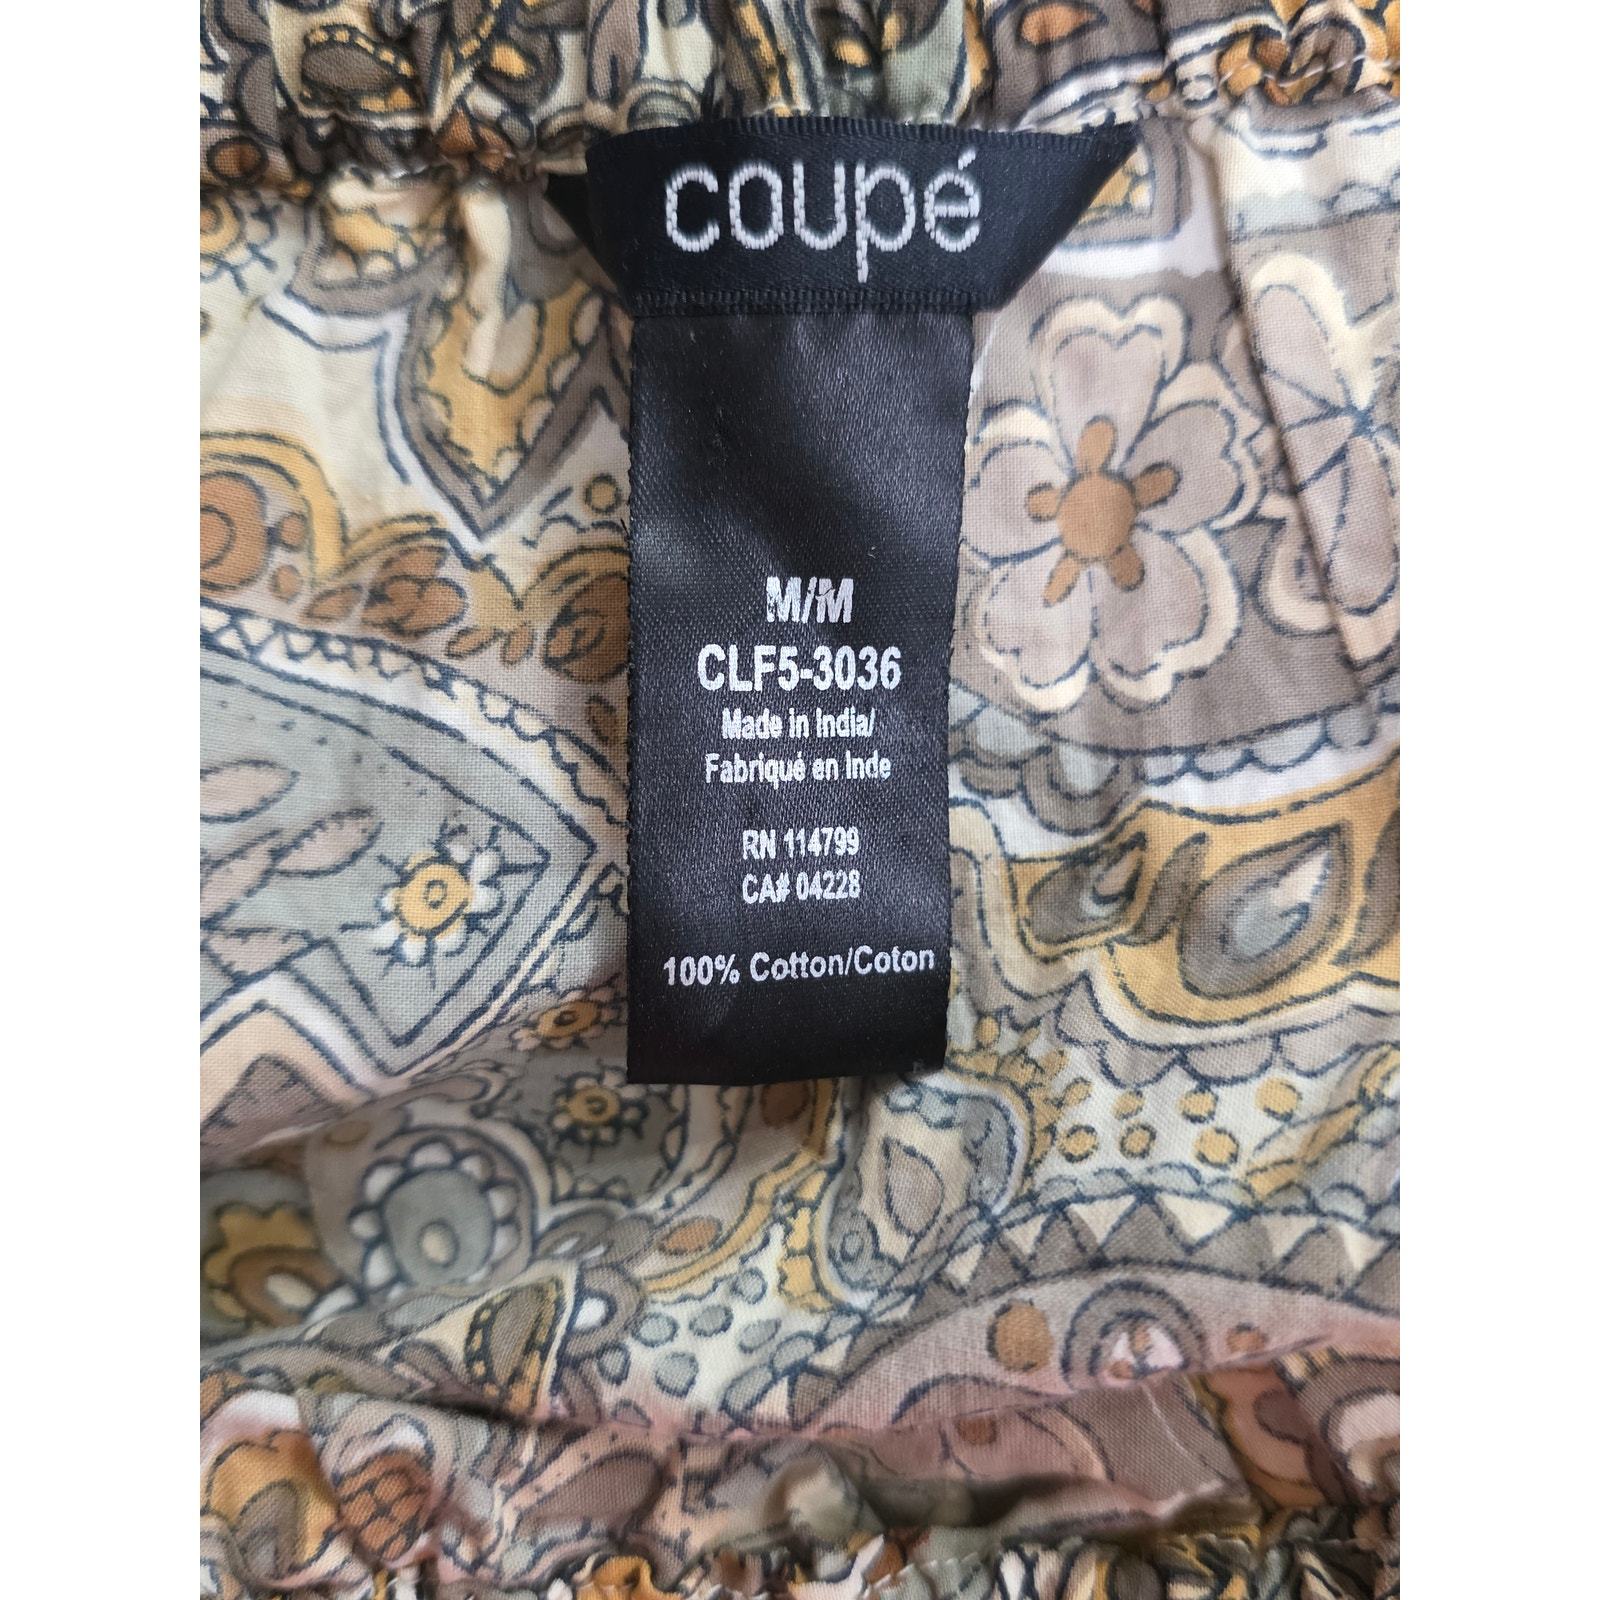 coupé
M/M
CLF5-3036
Made in India/
Fabriqué en Inde
RN 114799
CA# 04228
100% Cotton/Coton